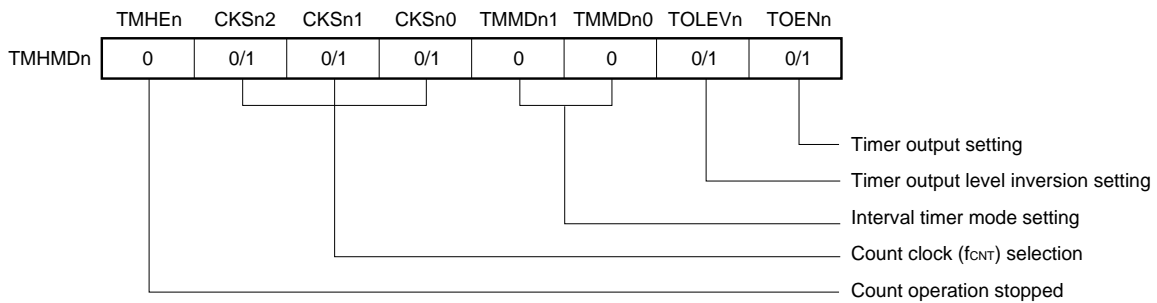 TMHEn CKSn2 CKSn1 CKSn0 TMMDn1 TMMDn0 TOLEVn TOENn
TMHMDn 0 0/1 0/1 0/1 0 0 0/1 0/1
Timer output setting
Timer output level inversion setting
Interval timer mode setting
Count clock (fCNT) selection
Count operation stopped